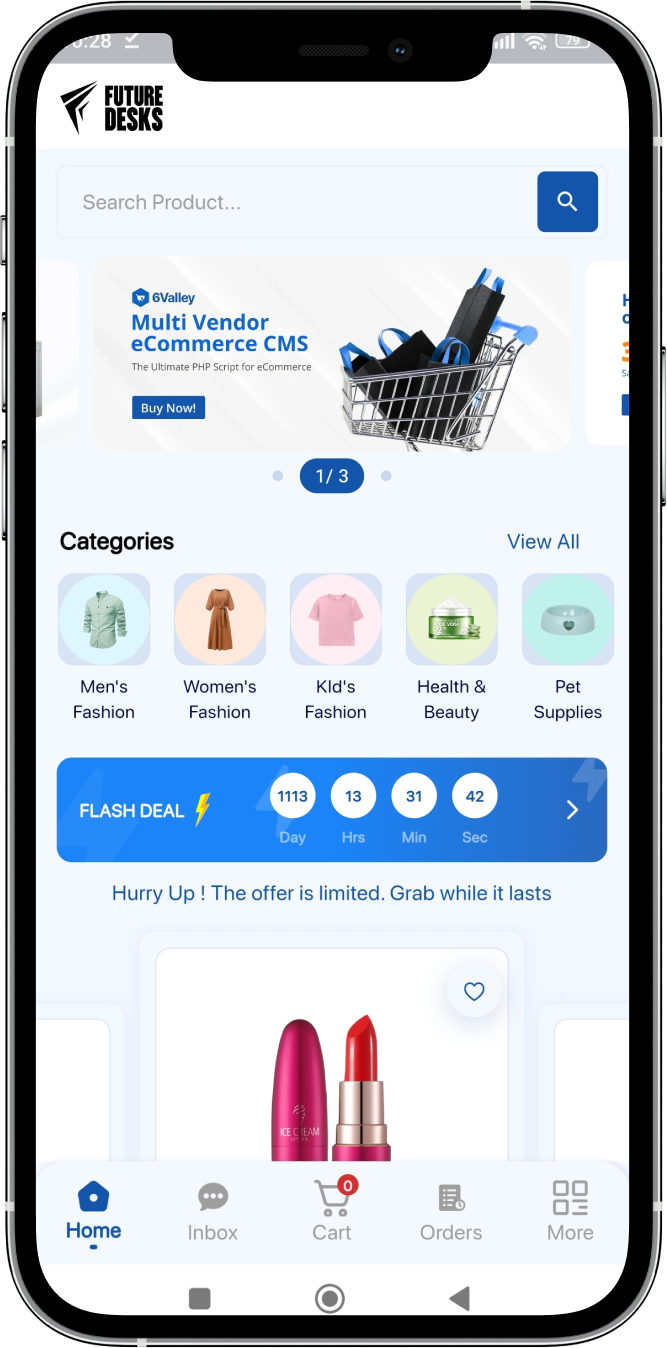 :28
79
FUTURE
DESKS
Search Product...
6Valley
Multi Vendor
eCommerce CMS
The Ultimate PHP Script for eCommerce
Buy Now!
1/ 3
Categories
View All
Men's
Fashion
Women's
Fashion
KId's
Fashion
Health &
Beauty
Pet
Supplies
FLASH DEAL
1113
13
31
42
Day
Hrs
Min
Sec
Hurry Up ! The offer is limited. Grab while it lasts
ICE CREAM
0
Home
Inbox
Cart
Orders
More